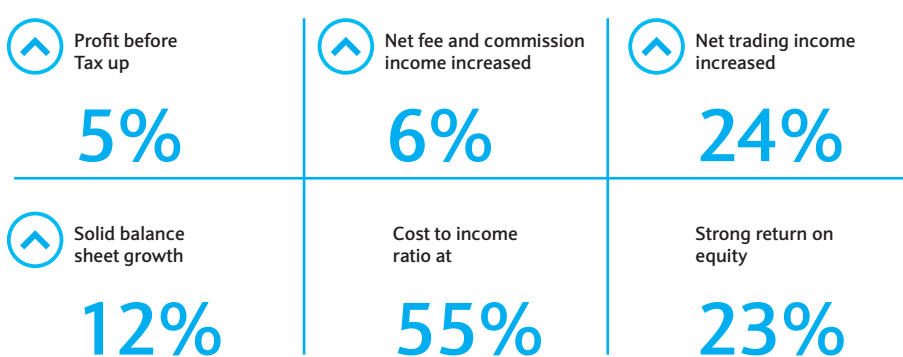 Profit before
Tax up
5%
Net fee and commission
income increased
6%
Net trading income
increased
24%
Solid balance
sheet growth
12%
Cost to income
ratio at
55%
Strong return on
equity
23%